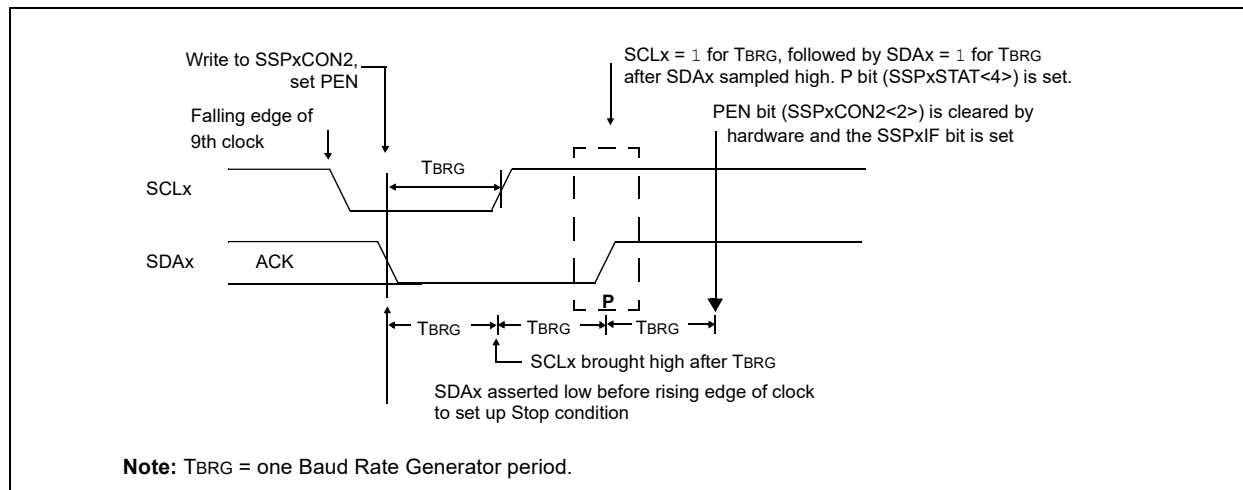 Write to SSPxCON2,
set PEN
SCLx = 1 for TBRG, followed by SDAx = 1 for TBRG
after SDAx sampled high. P bit (SSPxSTAT<4>) is set.
Falling edge of
9th clock
PEN bit (SSPxCON2<2>) is cleared by
hardware and the SSPxIF bit is set
TBRG
SCLx
SDAx
ACK
P
TBRG
TBRG
TBRG
SCLx brought high after TBRG
SDAx asserted low before rising edge of clock
to set up Stop condition
Note: TBRG = one Baud Rate Generator period.